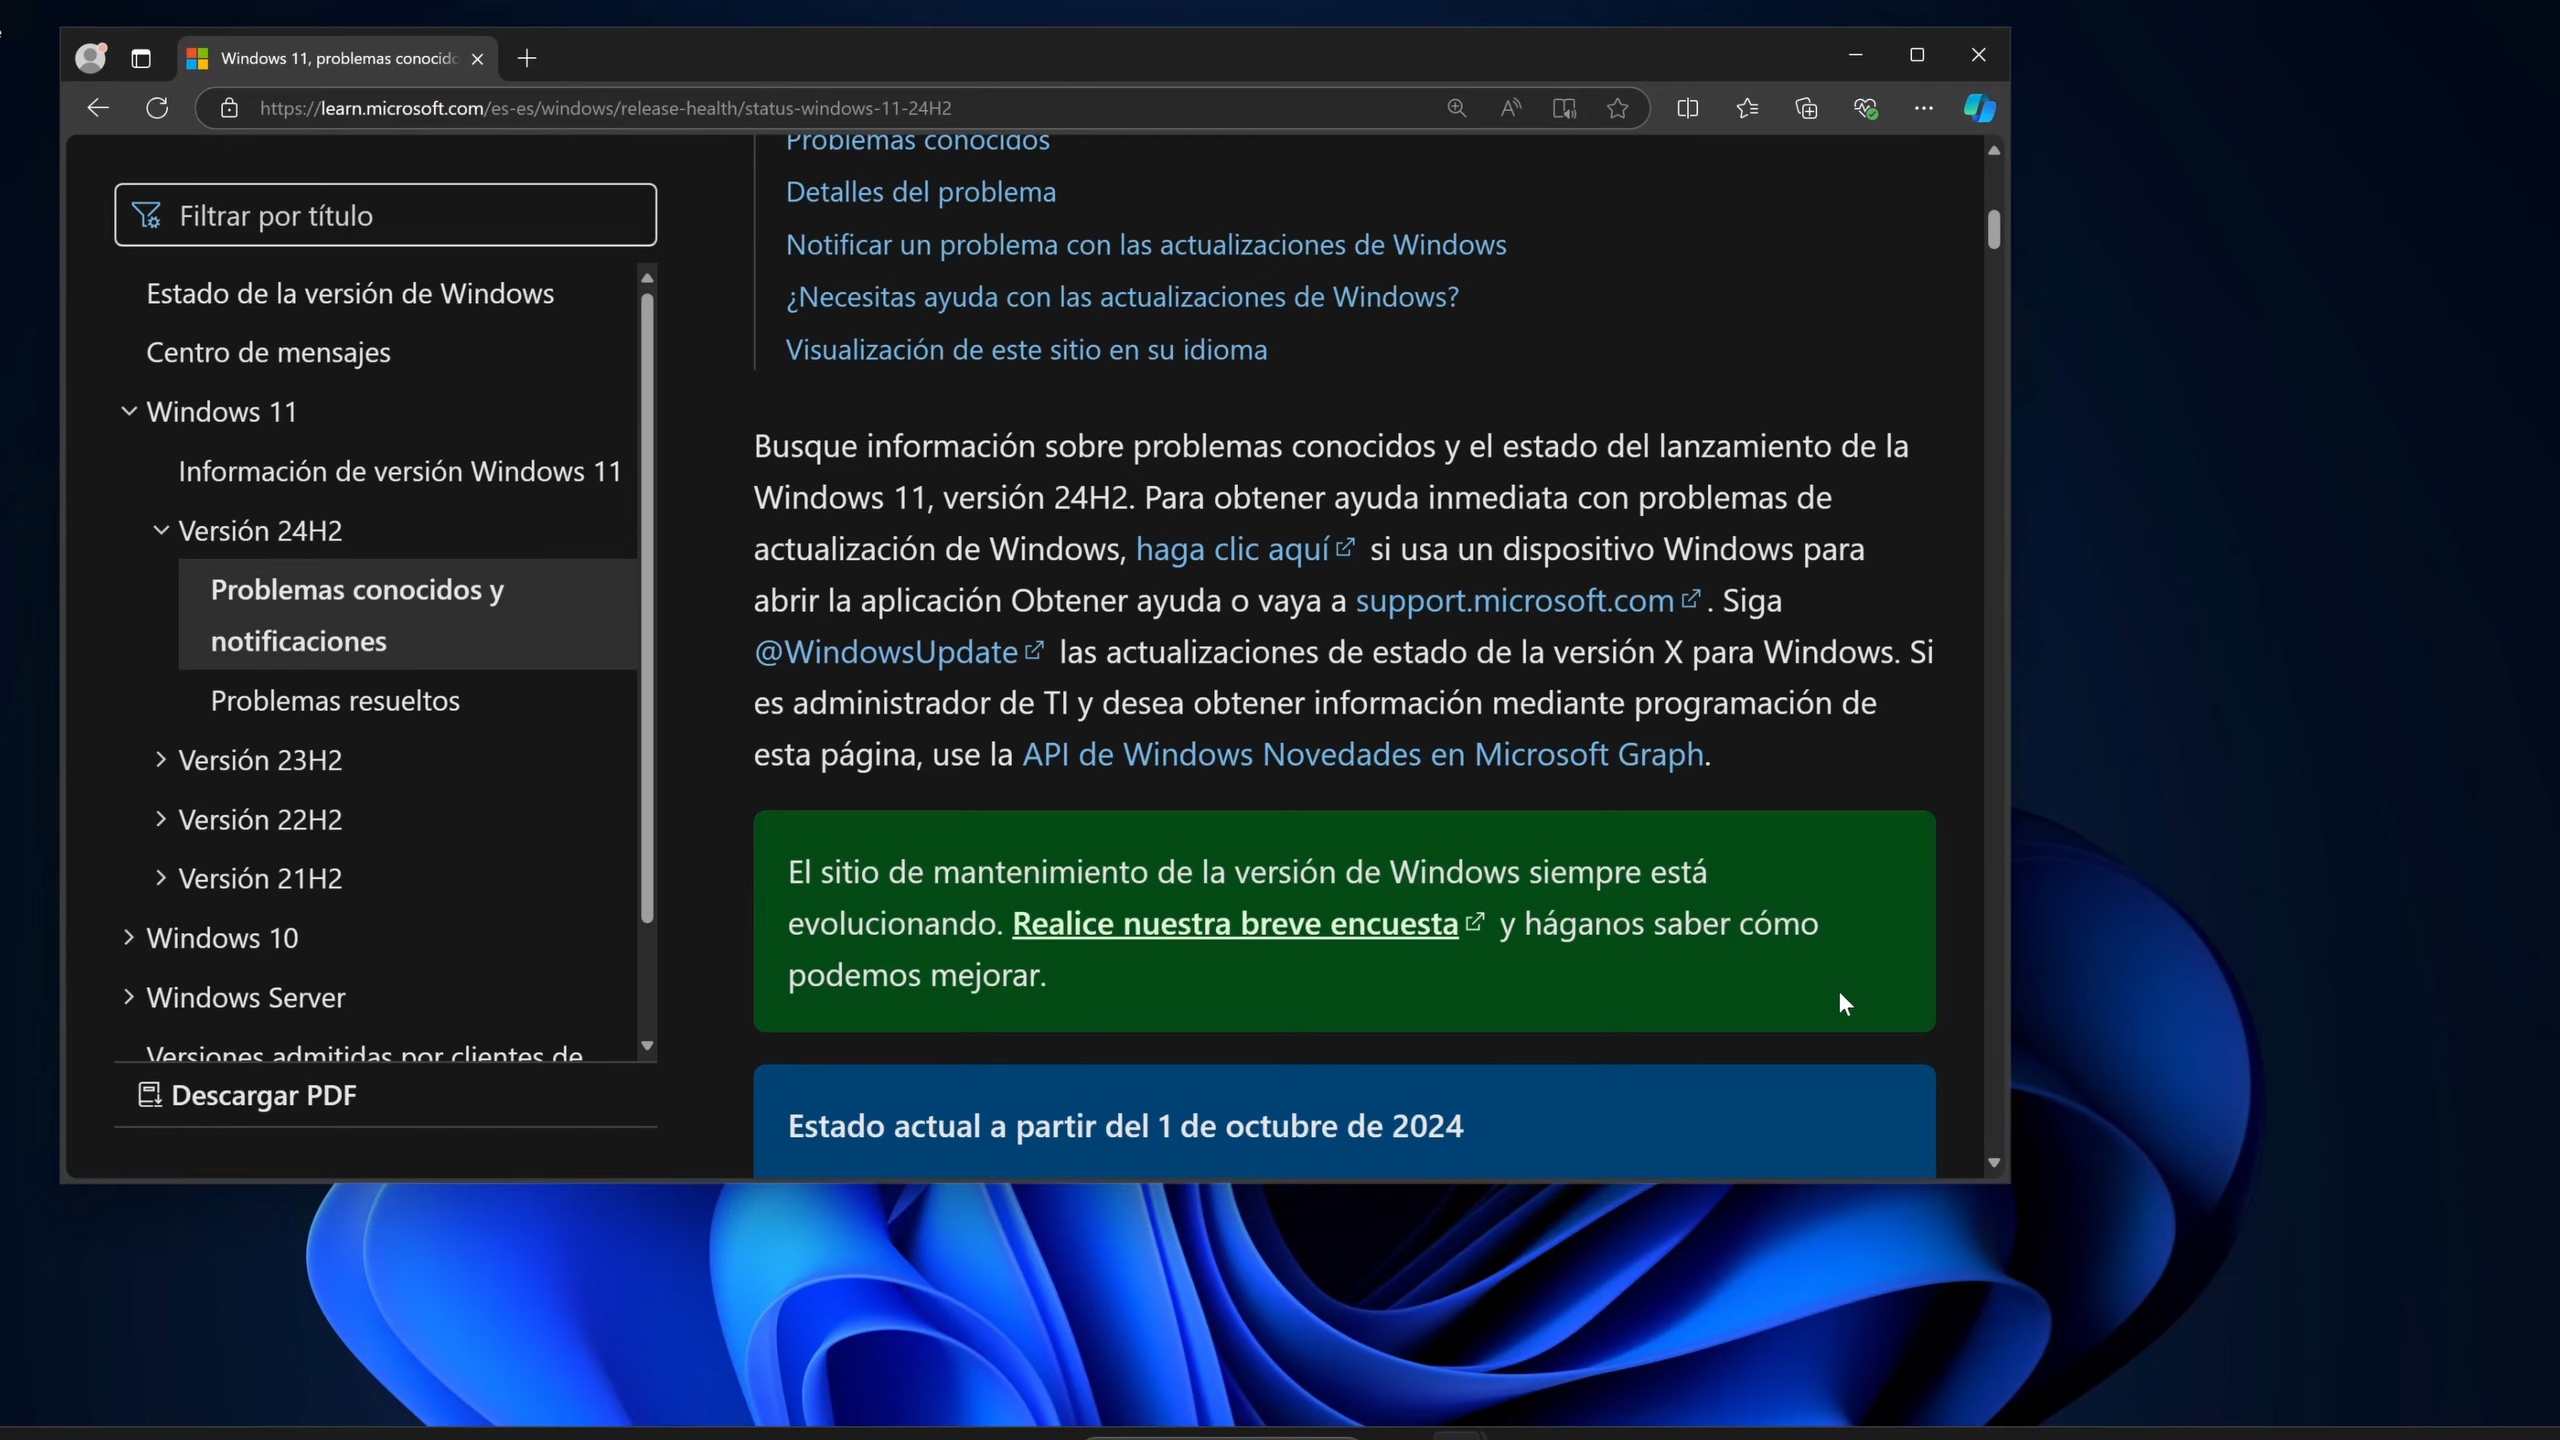 Windows 11, problemas conocido
https://learn.microsoft.com/es-es/windows/release-health/status-windows-11-24H2
Filtrar por título
Estado de la versión de Windows
Centro de mensajes
Windows 11
Información de versión Windows 11
Versión 24H2
Problemas conocidos y
notificaciones
Problemas resueltos
Versión 23H2
Versión 22H2
Versión 21H2
Windows 10
Windows Server
Versiones admitidas por clientes de
Descargar PDF
Problemas conocidos
Detalles del problema
Notificar un problema con las actualizaciones de Windows
¿Necesitas ayuda con las actualizaciones de Windows?
Visualización de este sitio en su idioma
Busque información sobre problemas conocidos y el estado del lanzamiento de la
Windows 11, versión 24H2. Para obtener ayuda inmediata con problemas de
actualización de Windows, haga clic aquí si usa un dispositivo Windows para
abrir la aplicación Obtener ayuda o vaya a support.microsoft.com. Siga
@WindowsUpdate las actualizaciones de estado de la versión X para Windows. Si
es administrador de TI y desea obtener información mediante programación de
esta página, use la API de Windows Novedades en Microsoft Graph.
El sitio de mantenimiento de la versión de Windows siempre está
evolucionando. Realice nuestra breve encuesta y háganos saber cómo
podemos mejorar.
Estado actual a partir del 1 de octubre de 2024